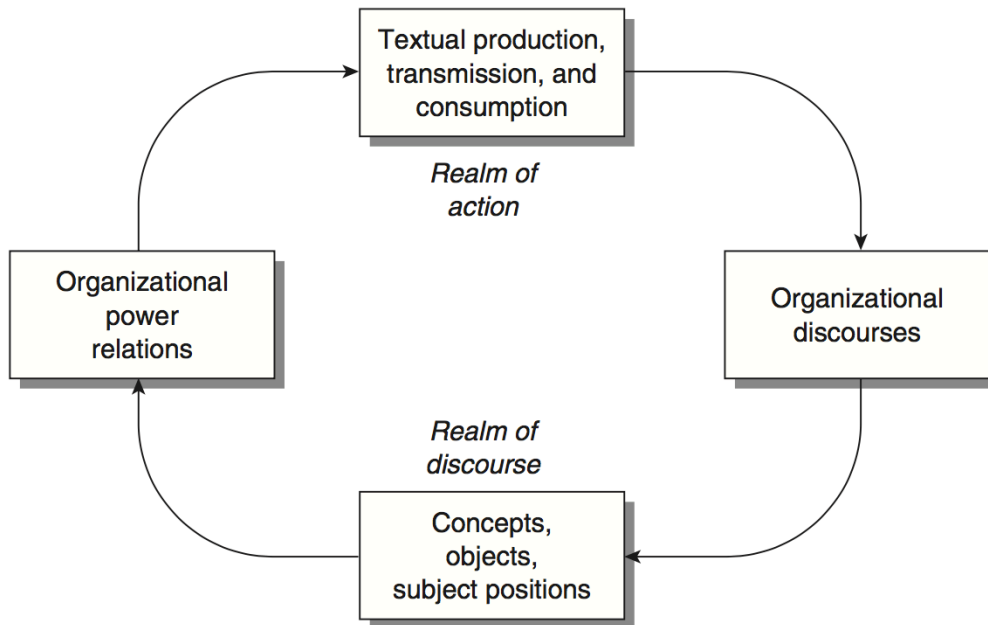 Textual production,
transmission, and
consumption
Realm of
action
Organizational
power
relations
Organizational
discourses
Realm of
discourse
Concepts,
objects,
subject positions